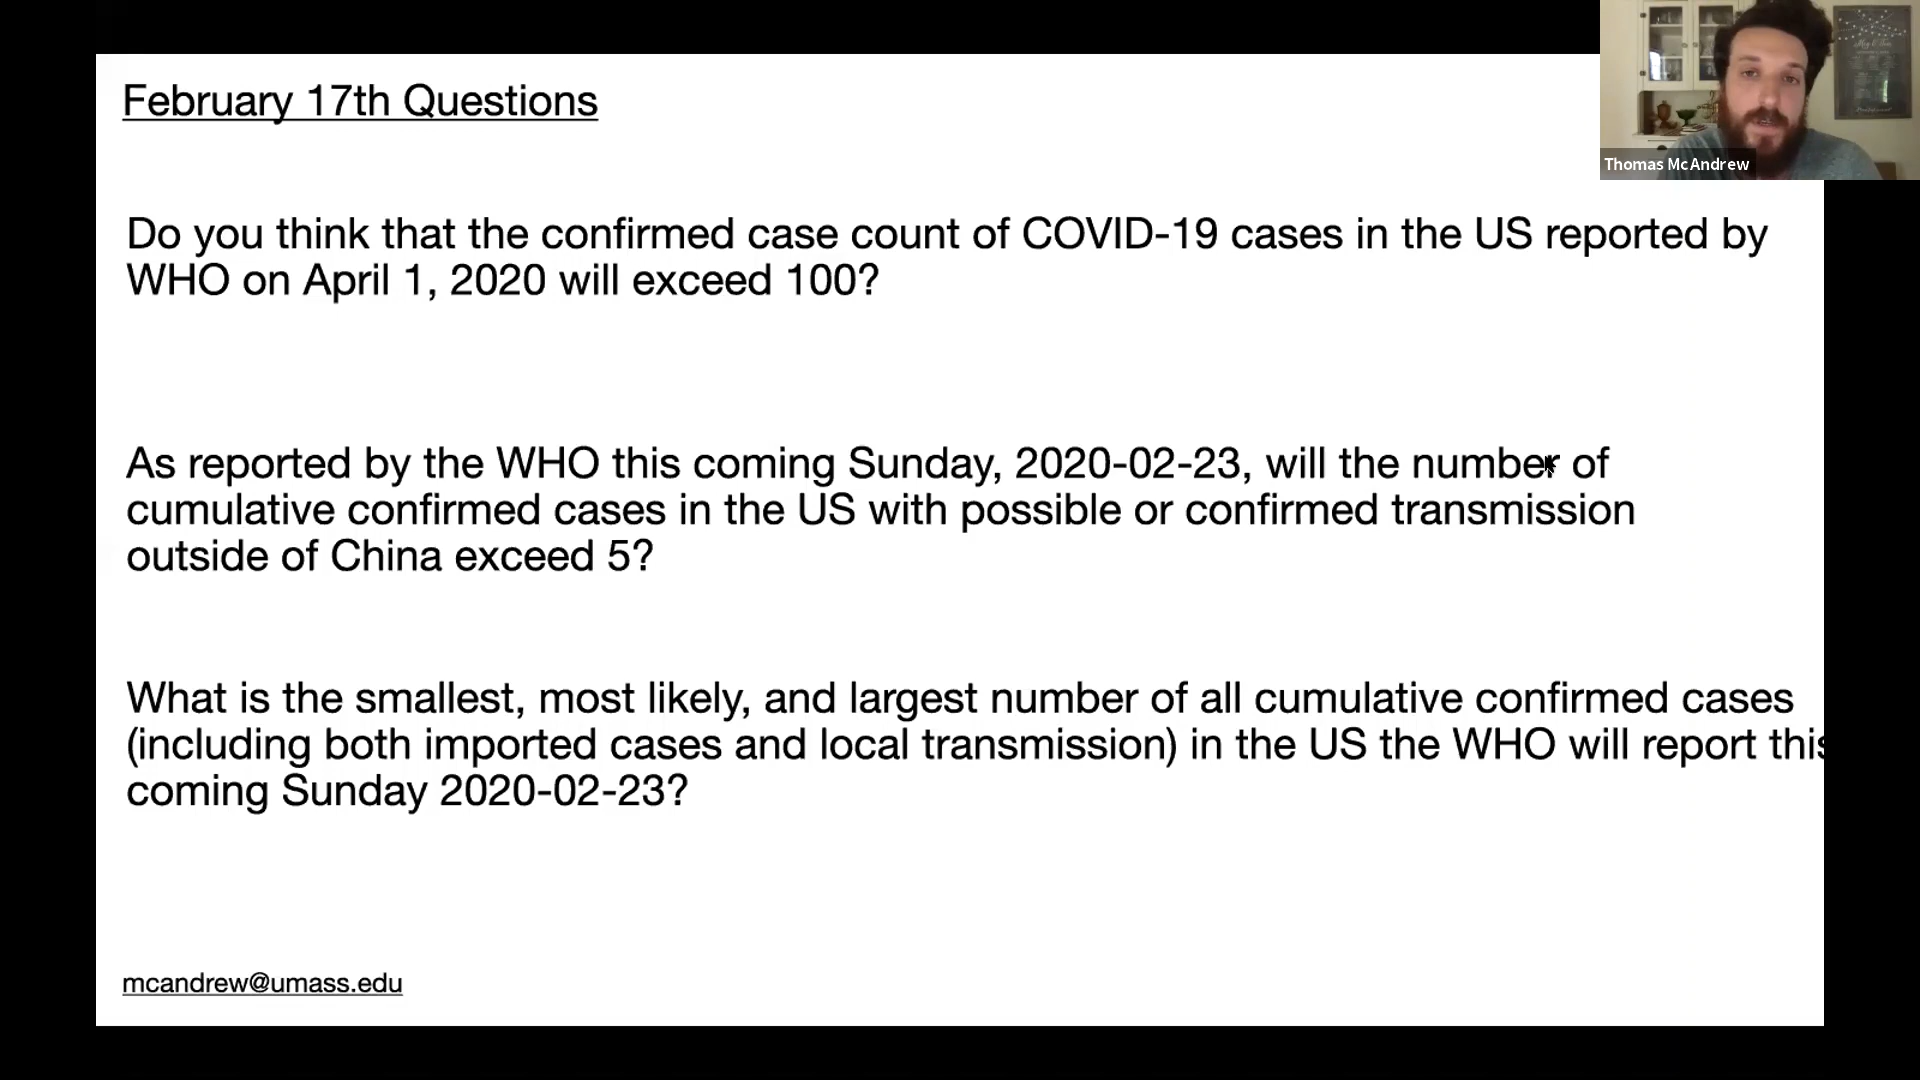 February 17th Questions
Thomas McAndrew
Do you think that the confirmed case count of COVID-19 cases in the US reported by
WHO on April 1, 2020 will exceed 100?
As reported by the WHO this coming Sunday, 2020-02-23, will the number of
cumulative confirmed cases in the US with possible or confirmed transmission
outside of China exceed 5?
What is the smallest, most likely, and largest number of all cumulative confirmed cases
(including both imported cases and local transmission) in the US the WHO will report this
coming Sunday 2020-02-23?
mcandrew@umass.edu